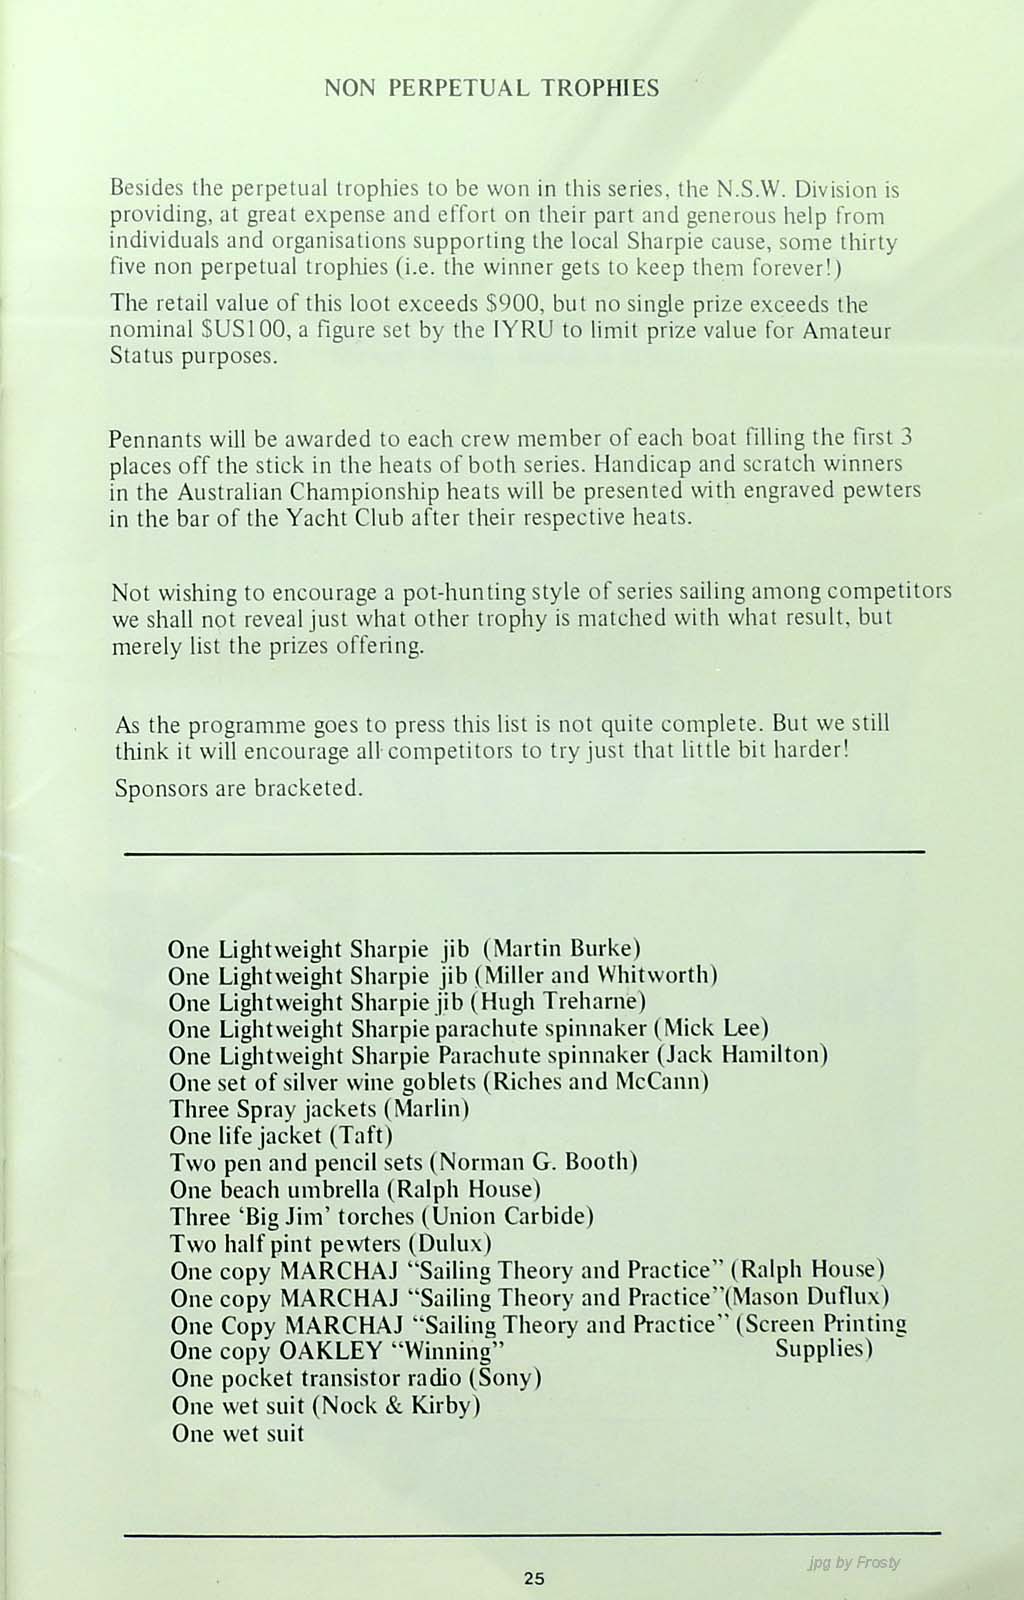 NON PERPETUAL TROPHIES
Besides the perpetual trophies to be won in this series, the N.S.W. Division is
providing, at great expense and effort on their part and generous help from
individuals and organisations supporting the local Sharpie cause, some thirty
five non perpetual trophies (i.e. the winner gets to keep them forever!)
The retail value of this loot exceeds $900, but no single prize exceeds the
nominal $US100, a figure set by the IYRU to limit prize value for Amateur
Status purposes.
Pennants will be awarded to each crew member of each boat filling the first 3
places off the stick in the heats of both series. Handicap and scratch winners
in the Australian Championship heats will be presented with engraved pewters
in the bar of the Yacht Club after their respective heats.
Not wishing to encourage a pot-hunting style of series sailing among competitors
we shall not reveal just what other trophy is matched with what result, but
merely list the prizes offering.
As the programme goes to press this list is not quite complete. But we still
think it will encourage all competitors to try just that little bit harder!
Sponsors are bracketed.
One Lightweight Sharpie jib (Martin Burke)
One Lightweight Sharpie jib (Miller and Whitworth)
One Lightweight Sharpie jib (Hugh Treharne)
One Lightweight Sharpie parachute spinnaker (Mick Lee)
One Lightweight Sharpie Parachute spinnaker (Jack Hamilton)
One set of silver wine goblets (Riches and McCann)
Three Spray jackets (Marlin)
One life jacket (Taft)
Two pen and pencil sets (Norman G. Booth)
One beach umbrella (Ralph House)
Three 'Big Jim' torches (Union Carbide)
Two half pint pewters (Dulux)
One copy MARCHAJ "Sailing Theory and Practice" (Ralph House)
One copy MARCHAJ "Sailing Theory and Practice"(Mason Duflux)
One Copy MARCHAJ "Sailing Theory and Practice" (Screen Printing
One copy OAKLEY "Winning" Supplies)
One pocket transistor radio (Sony)
One wet suit (Nock & Kirby)
One wet suit
jpg by Frosty
25